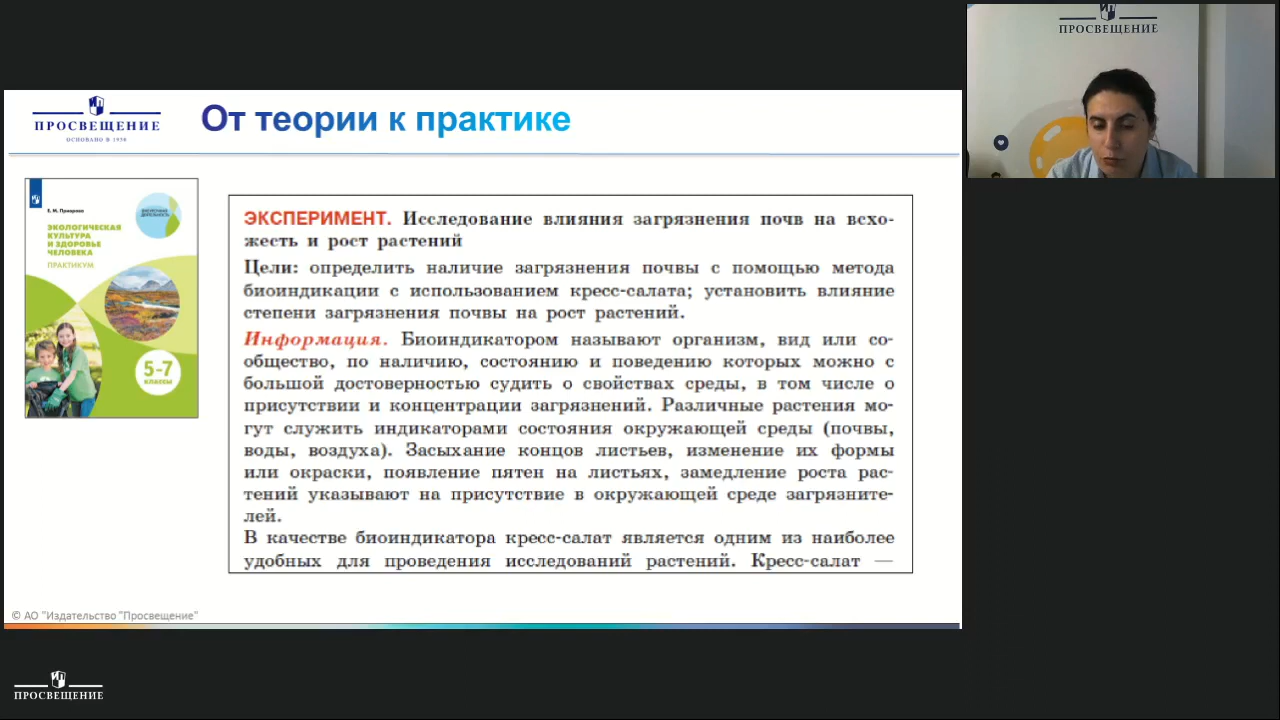 ПРОСВЕЩЕНИЕ
ПРОСВЕЩЕНИЕ
ОСНОВАНО В 1930
От теории к практике
ЭКОЛОГИЧЕСКАЯ
КУЛЬТУРА
И ЗДОРОВЬЕ
ЧЕЛОВЕКА
ПРАКТИКУМ
5-7
КЛАССЫ
ЭКСПЕРИМЕНТ. Исследование влияния загрязнения почв на всхо-
жесть и рост растений
Цели: определить наличие загрязнения почвы с помощью метода
биоиндикации с использованием кресс-салата; установить влияние
степени загрязнения почвы на рост растений.
Информация. Биоиндикатором называют организм, вид или со-
общество, по наличию, состоянию и поведению которых можно с
большой достоверностью судить о свойствах среды, в том числе о
присутствии и концентрации загрязнений. Различные растения мо-
гут служить индикаторами состояния окружающей среды (почвы,
воды, воздуха). Засыхание концов листьев, изменение их формы
или окраски, появление пятен на листьях, замедление роста рас-
тений указывают на присутствие в окружающей среде загрязните-
лей.
В качестве биоиндикатора кресс-салат является одним из наиболее
удобных для проведения исследований растений. Кресс-салат —
© АО "Издательство "Просвещение"
ПРОСВЕЩЕНИЕ